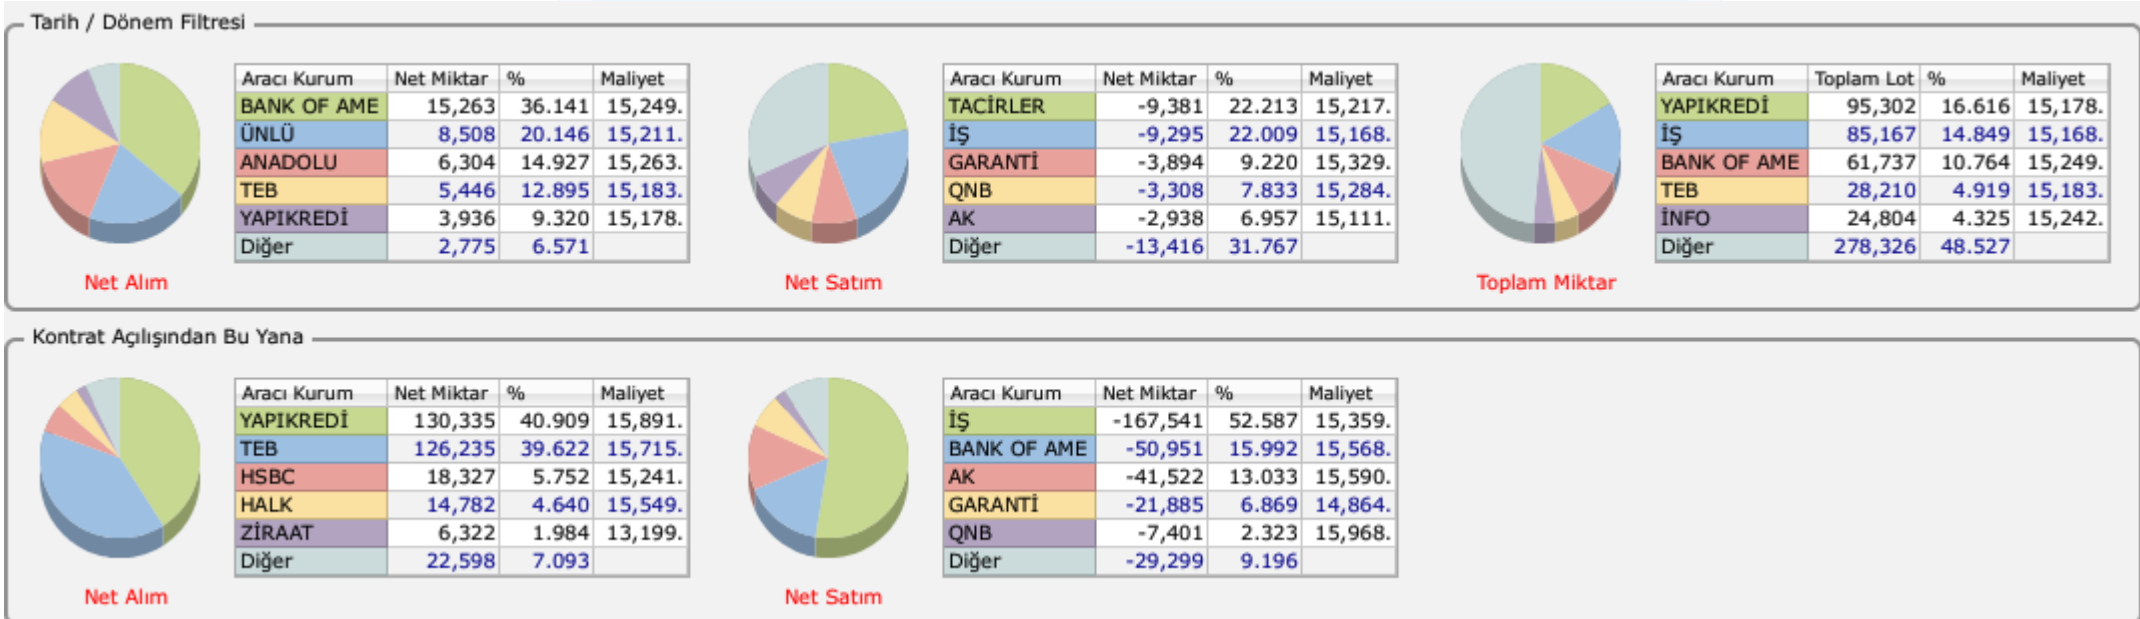 Tarih / Dönem Filtresi
Aracı Kurum Net Miktar % Maliyet
BANK OF AME 15,263 36.141 15,249.
ÜNLÜ 8,508 20.146 15,211.
ANADOLU 6,304 14.927 15,263.
TEB 5,446 12.895 15,183.
YAPIKREDİ 3,936 9.320 15,178.
Diğer 2,775 6.571
Net Alım
Aracı Kurum Net Miktar % Maliyet
TACİRLER -9,381 22.213 15,217.
İŞ -9,295 22.009 15,168.
GARANTİ -3,894 9.220 15,329.
QNB -3,308 7.833 15,284.
AK -2,938 6.957 15,111.
Diğer -13,416 31.767
Net Satım
Aracı Kurum Toplam Lot % Maliyet
YAPIKREDİ 95,302 16.616 15,178.
İŞ 85,167 14.849 15,168.
BANK OF AME 61,737 10.764 15,249.
TEB 28,210 4.919 15,183.
İNFO 24,804 4.325 15,242.
Diğer 278,326 48.527
Toplam Miktar
Kontrat Açılışından Bu Yana
Aracı Kurum Net Miktar % Maliyet
YAPIKREDİ 130,335 40.909 15,891.
TEB 126,235 39.622 15,715.
HSBC 18,327 5.752 15,241.
HALK 14,782 4.640 15,549.
ZİRAAT 6,322 1.984 13,199.
Diğer 22,598 7.093
Net Alım
Aracı Kurum Net Miktar % Maliyet
İŞ -167,541 52.587 15,359.
BANK OF AME -50,951 15.992 15,568.
AK -41,522 13.033 15,590.
GARANTİ -21,885 6.869 14,864.
QNB -7,401 2.323 15,968.
Diğer -29,299 9.196
Net Satım